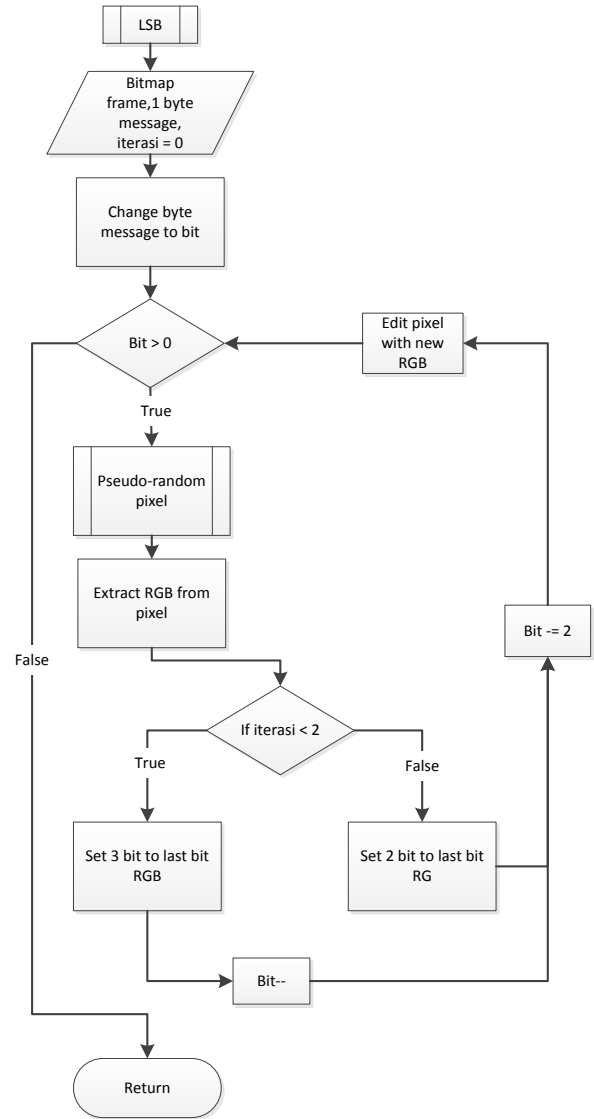 LSB
Bitmap
frame,1 byte
message,
iterasi = 0
Change byte
message to bit
Bit > 0
Edit pixel
with new
RGB
True
Pseudo-random
pixel
Extract RGB from
pixel
Bit -= 2
False
If iterasi < 2
True
False
Set 3 bit to last bit
RGB
Set 2 bit to last bit
RG
Bit--
Return